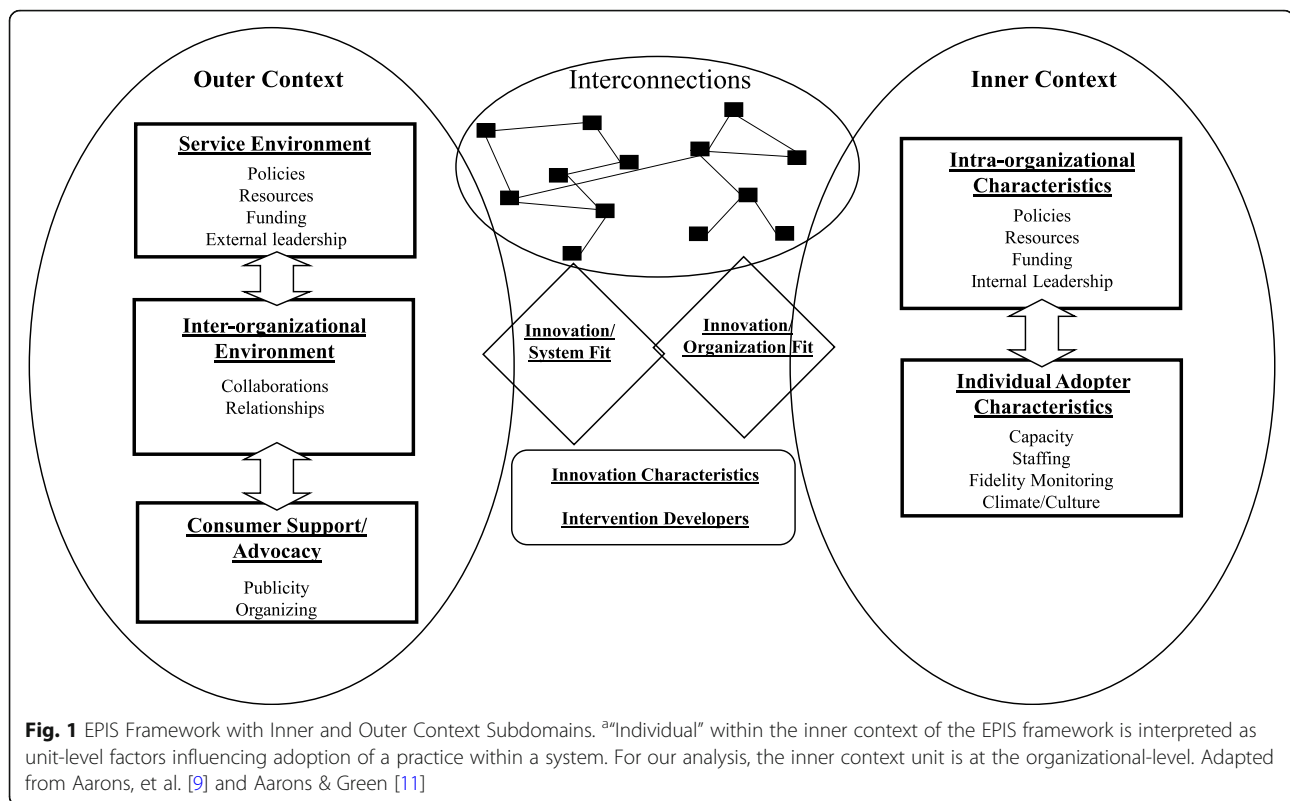 Outer Context
Service Environment
Policies
Resources
Funding
External leadership
Inter-organizational
Environment
Collaborations
Relationships
Consumer Support/
Advocacy
Publicity
Organizing
Interconnections
Innovation/
System Fit
Innovation/
Organization Fit
Innovation Characteristics
Intervention Developers
Inner Context
Intra-organizational
Characteristics
Policies
Resources
Funding
Internal Leadership
Individual Adopter
Characteristics
Capacity
Staffing
Fidelity Monitoring
Climate/Culture
Fig. 1 EPIS Framework with Inner and Outer Context Subdomains. a“Individual” within the inner context of the EPIS framework is interpreted as
unit-level factors influencing adoption of a practice within a system. For our analysis, the inner context unit is at the organizational-level. Adapted
from Aarons, et al. [9] and Aarons & Green [11]